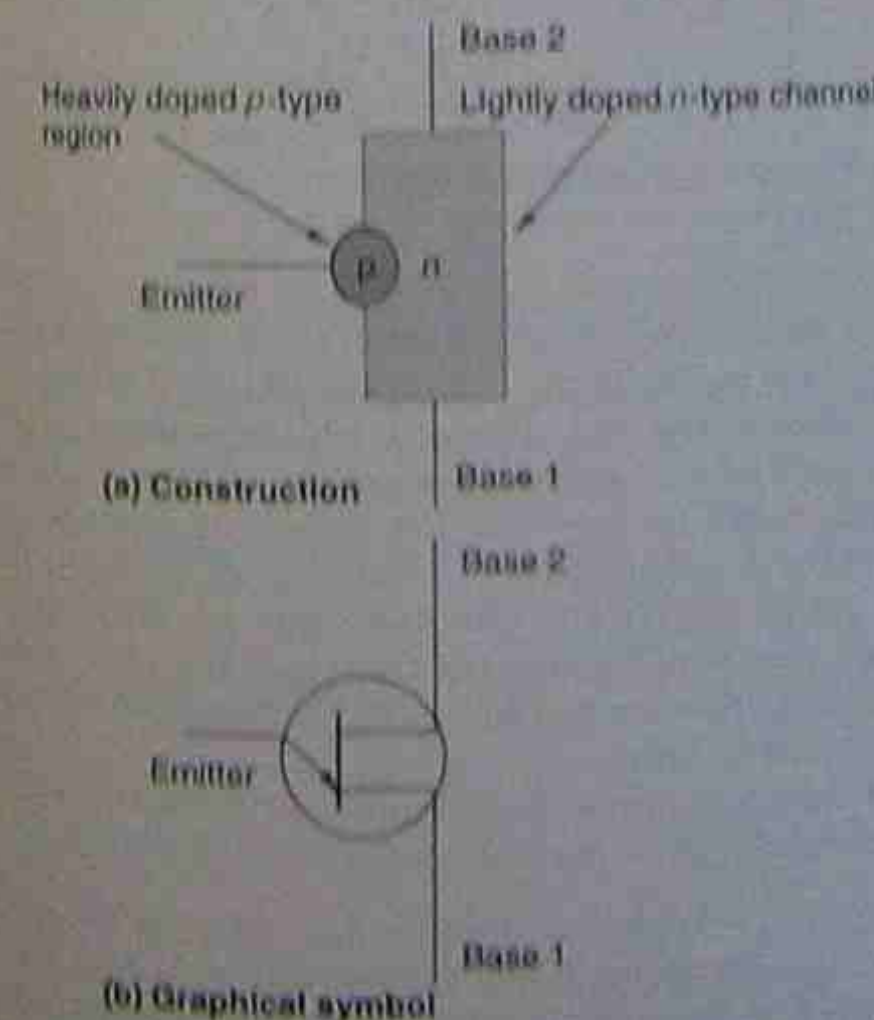 Base 2
Heavily doped p-type
region
Lightly doped n-type channel
p
n
Emitter
Base 1
(a) Construction
Base 2
Emitter
Base 1
(b) Graphical symbol